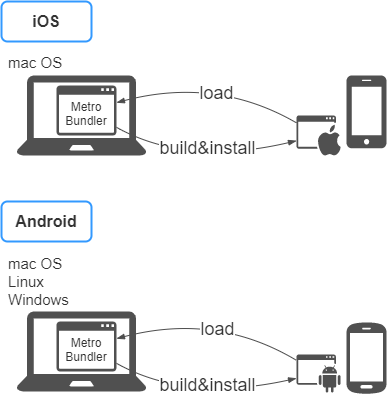 iOS
mac OS
Metro
Bundler
load
build&install
Android
mac OS
Linux
Windows
Metro
Bundler
load
build&install